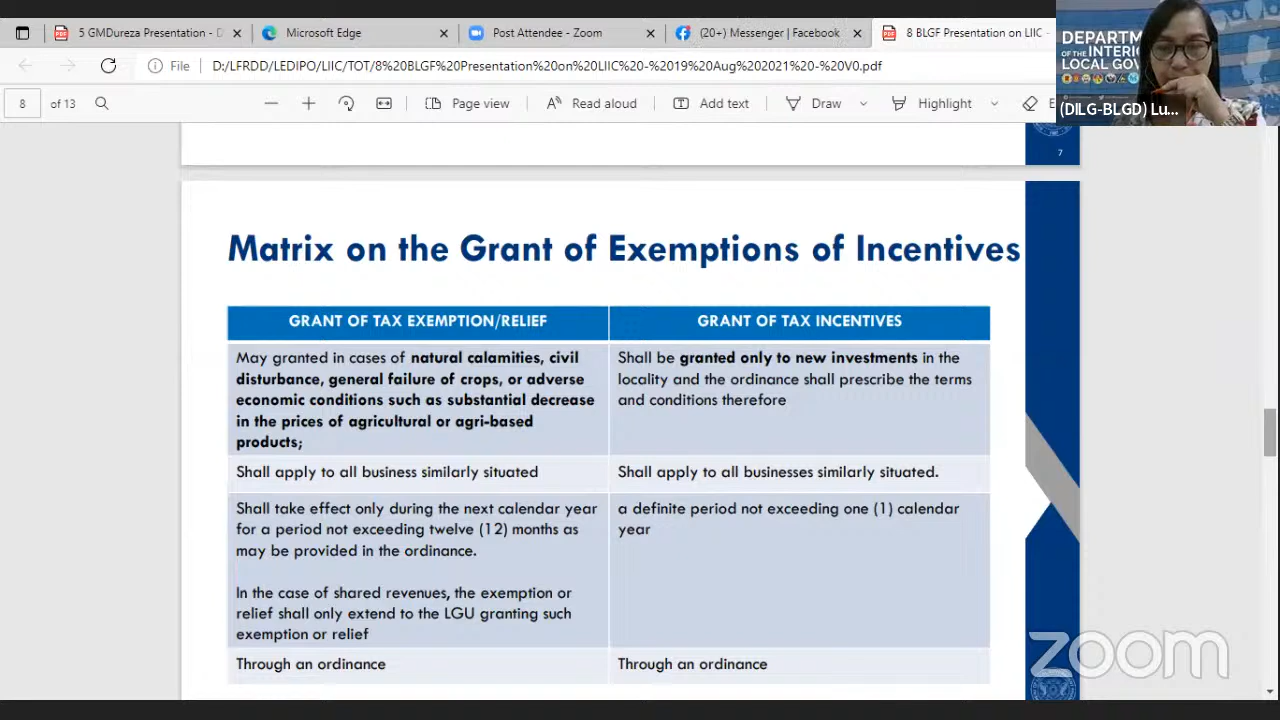 5 GMDureza Presentation - D
Microsoft Edge
Post Attendee - Zoom
(20+) Messenger | Facebook
8 BLGF Presentation on LIIC -
File
D:/LFRDD/LEDIPO/LIIC/TOT/8%20BLGF%20Presentation%20on%20LIIC%20-%2019%20Aug%202021%20-%20V0.pdf
8 of 13
Page view
Read aloud
Add text
Draw
Highlight
DEPARTM
OF THE INTERIOR
LOCAL GOV
(DILG-BLGD) Lu...
7
Matrix on the Grant of Exemptions of Incentives
GRANT OF TAX EXEMPTION/RELIEF
GRANT OF TAX INCENTIVES
May granted in cases of natural calamities, civil
disturbance, general failure of crops, or adverse
economic conditions such as substantial decrease
in the prices of agricultural or agri-based
products;
Shall be granted only to new investments in the
locality and the ordinance shall prescribe the terms
and conditions therefore
Shall apply to all business similarly situated
Shall apply to all businesses similarly situated.
Shall take effect only during the next calendar year
for a period not exceeding twelve (12) months as
may be provided in the ordinance.
In the case of shared revenues, the exemption or
relief shall only extend to the LGU granting such
exemption or relief
a definite period not exceeding one (1) calendar
year
Through an ordinance
Through an ordinance
zoom